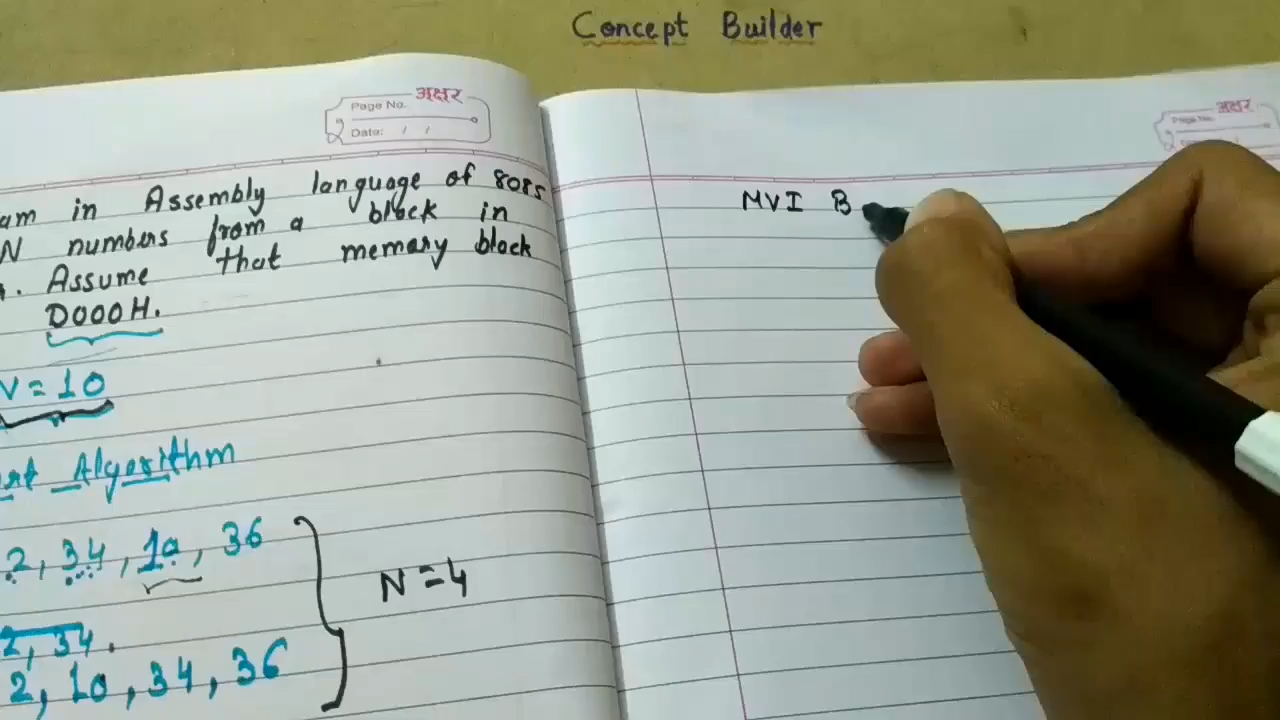 Concept Builder
Page No.
अक्षर
Date: / /
am in Assembly language of 8085
N numbers from a block in
. Assume that memory block
D000H.
N = 10
Algorithm
2, 34, 10, 36
N = 4
2, 34.
2, 10, 34, 36
अक्षर
Page No.
MVI B